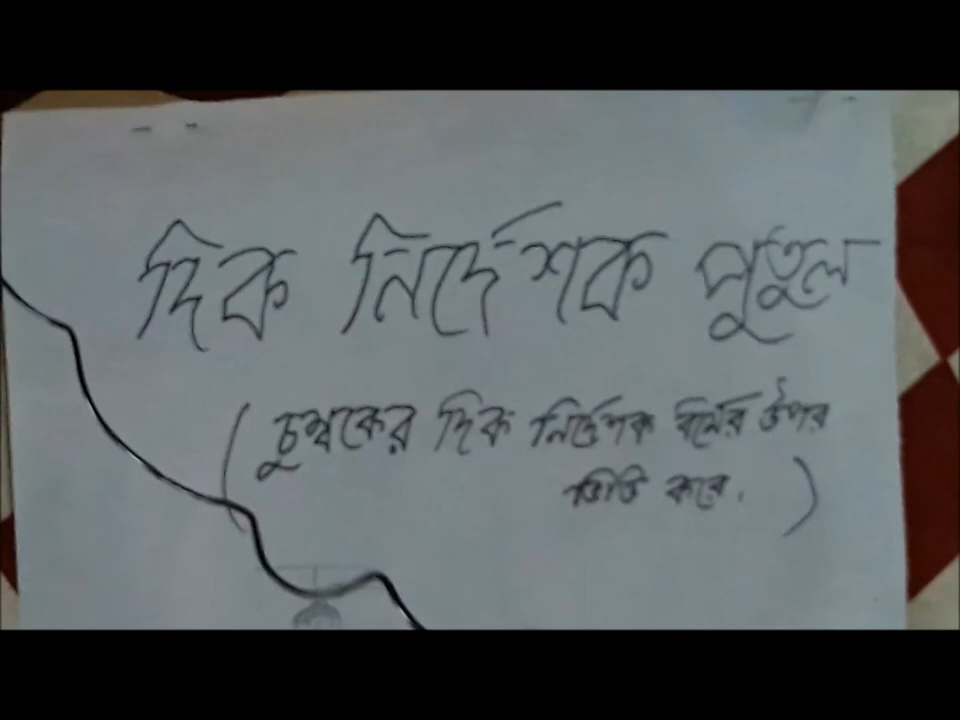 দিক নির্দেশক পুতুল
(চুম্বকের দিক নির্দেশক ধর্মের উপর
ভিত্তি করে.)